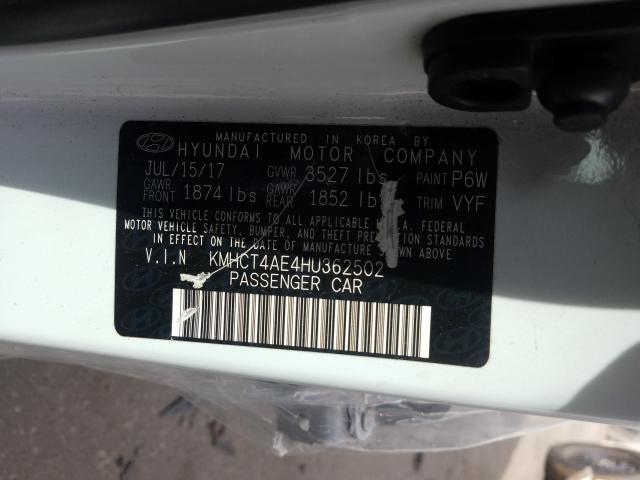 MANUFACTURED IN KOREA BY
HYUNDAI MOTOR COMPANY
JUL/15/17 GVWR 3527 lbs PAINT P6W
GAWR FRONT 1874 lbs GAWR REAR 1852 lbs TRIM VYF
THIS VEHICLE CONFORMS TO ALL APPLICABLE U.S.A. FEDERAL
MOTOR VEHICLE SAFETY, BUMPER, AND THEFT PREVENTION STANDARDS
IN EFFECT ON THE DATE OF MANUFACTURE SHOWN ABOVE
V.I.N KMHCT4AE4HU362502
PASSENGER CAR